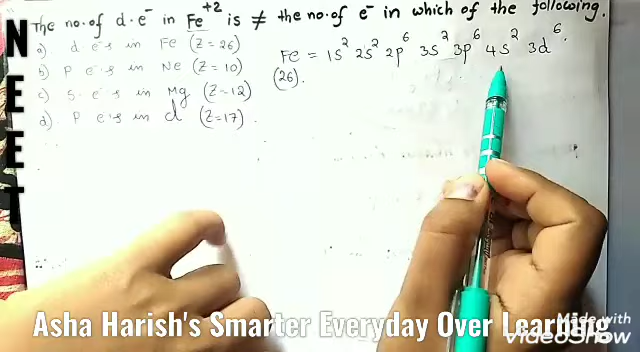 The no. of d. e⁻ in Fe⁺² is ≠ the no. of e⁻ in which of the following.
a) d e⁻s in Fe (Z=26)
b) P e⁻s in Ne (Z=10)
c) S e⁻s in Mg (Z=12)
d) P e⁻s in cl (Z=17).
Fe = 1s² 2s² 2p⁶ 3s² 3p⁶ 4s² 3d⁶.
(26).
NEET
Asha Harish's Smarter Everyday Over Learning
Made with
VideoShow